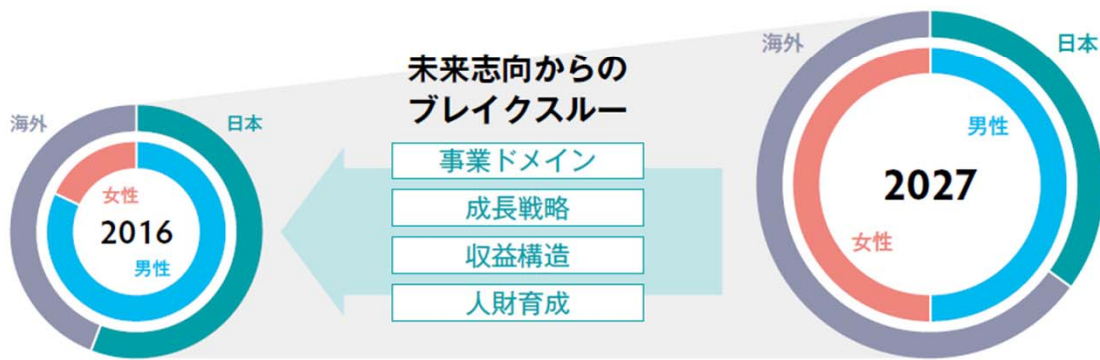 海外
日本
女性
2016
男性
未来志向からの
ブレイクスルー
事業ドメイン
成長戦略
収益構造
人財育成
海外
日本
男性
2027
女性